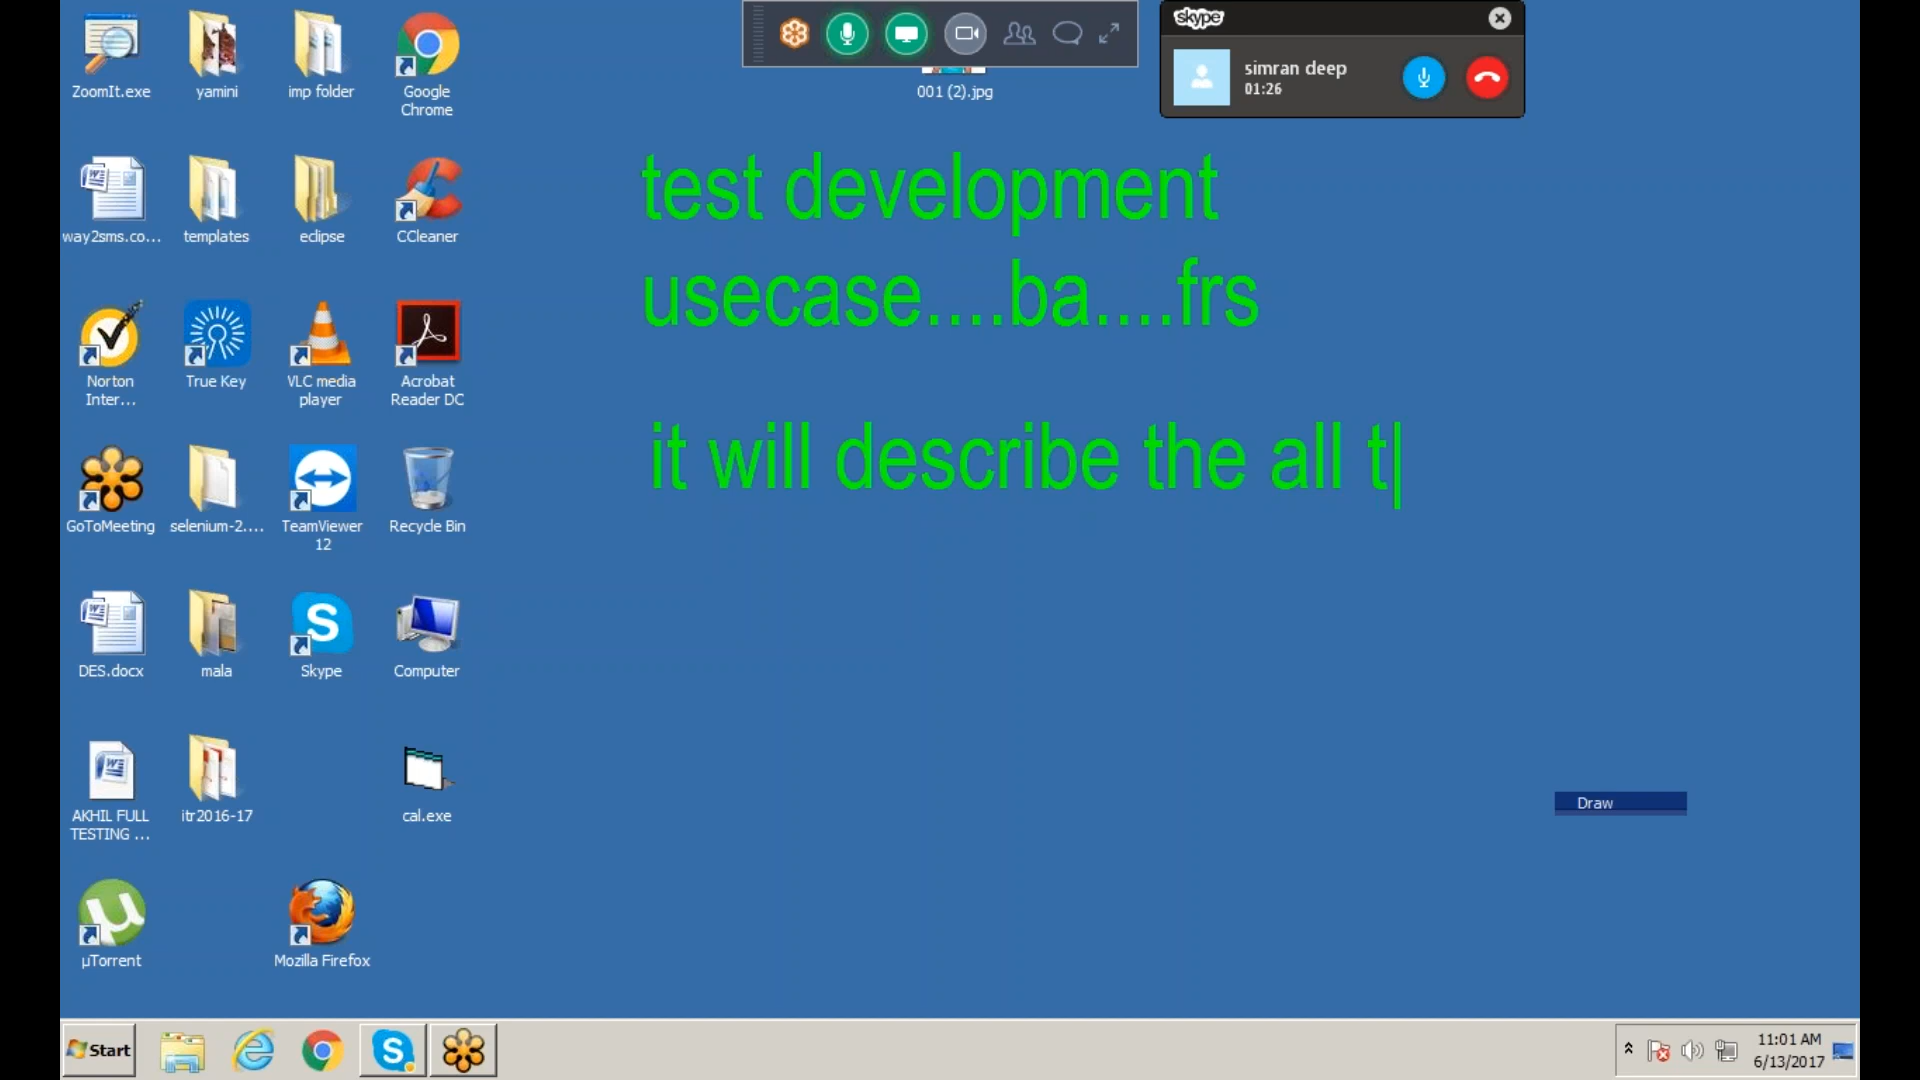 skype
simran deep
01:26
001 (2).jpg
ZoomIt.exe
yamini
imp folder
Google
Chrome
test development
usecase....ba....frs
it will describe the all t
way2sms.co...
templates
eclipse
CCleaner
Norton
Inter...
True Key
VLC media
player
Acrobat
Reader DC
GoToMeeting
selenium-2....
TeamViewer
12
Recycle Bin
DES.docx
mala
Skype
Computer
AKHIL FULL
TESTING ...
itr2016-17
cal.exe
Draw
µTorrent
Mozilla Firefox
Start
11:01 AM
6/13/2017